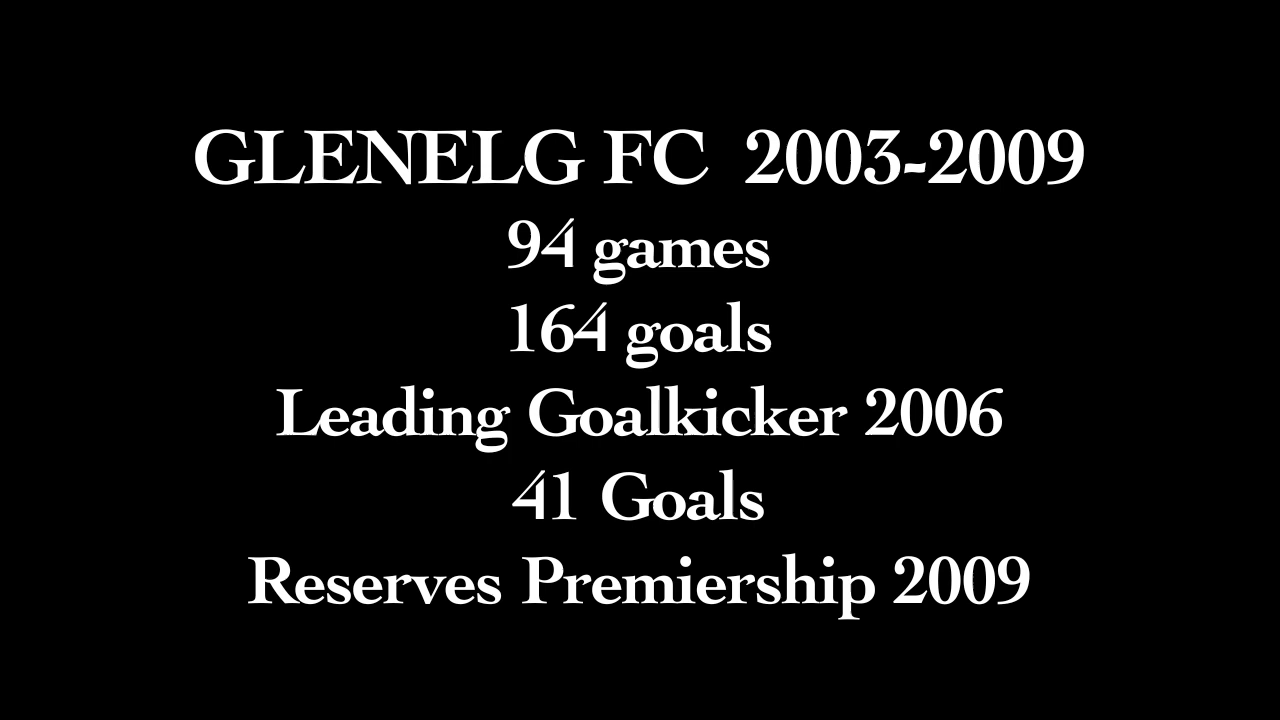 GLENELG FC 2003-2009
94 games
164 goals
Leading Goalkicker 2006
41 Goals
Reserves Premiership 2009